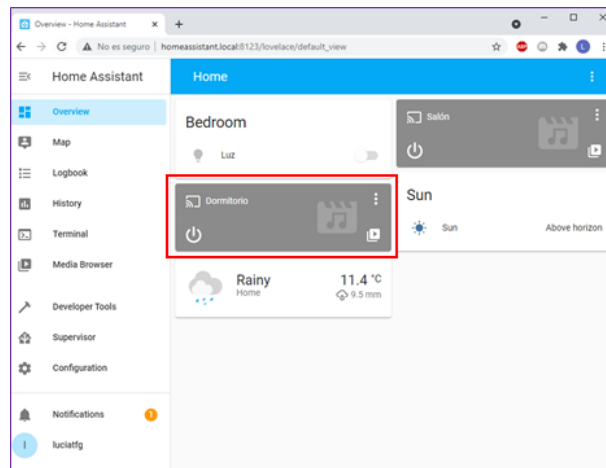 Overview - Home Assistant
No es seguro | homeassistant.local:8123/lovelace/default_view
ABP
L
Home Assistant
Home
Overview
Map
Logbook
History
Terminal
Media Browser
Developer Tools
Supervisor
Configuration
Notifications
1
l
luciatfg
Bedroom
Luz
Dormitorio
Rainy
Home
11.4 °C
9.5 mm
Salón
Sun
Sun
Above horizon